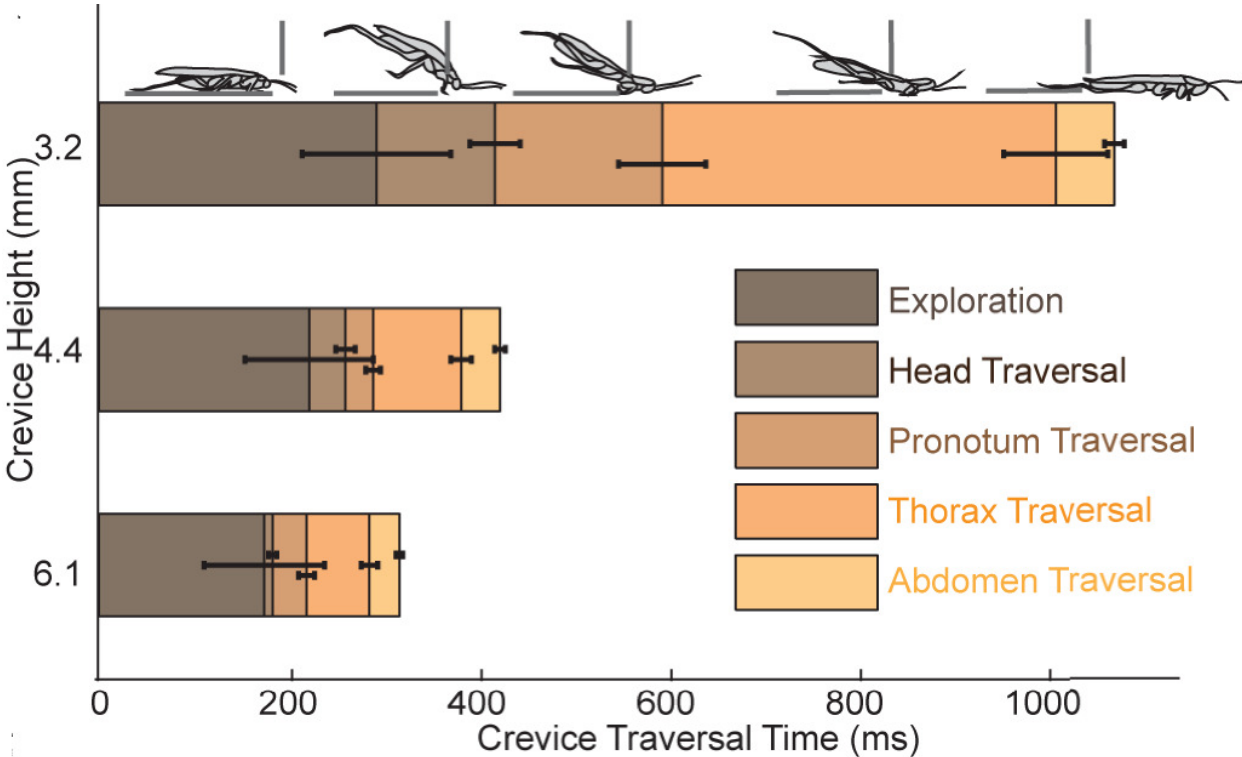 Crevice Height (mm)
3.2
4.4
6.1
Exploration
Head Traversal
Pronotum Traversal
Thorax Traversal
Abdomen Traversal
0 200 400 600 800 1000
Crevice Traversal Time (ms)